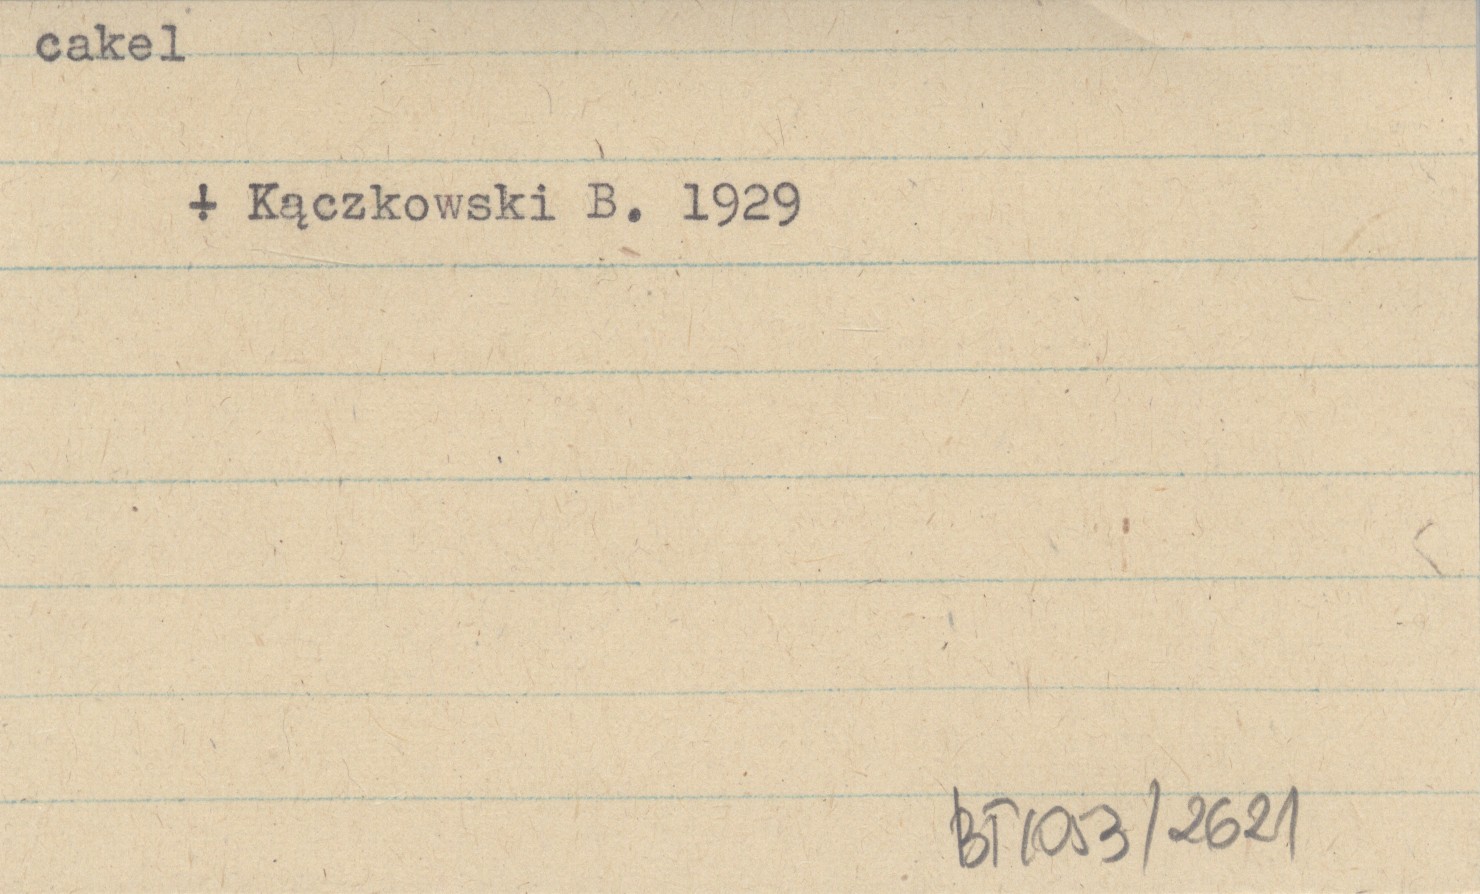 cakel
+ Kączkowski B. 1929
BT1053/2621